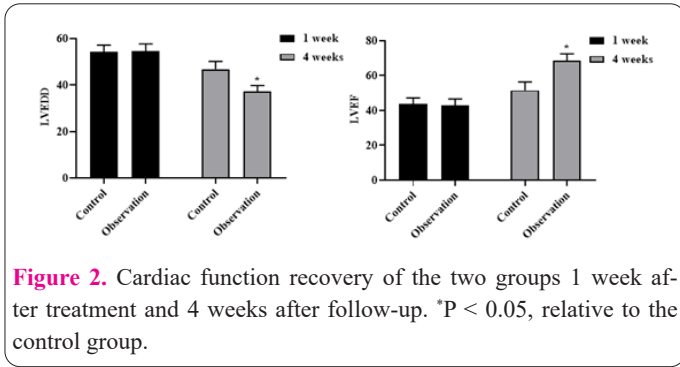 60
40
20
0
LVEDD
1 week
4 weeks
*
Control
Observation
Control
Observation
80
60
40
20
0
LVEF
1 week
4 weeks
*
Control
Observation
Control
Observation
Figure 2. Cardiac function recovery of the two groups 1 week af-
ter treatment and 4 weeks after follow-up. *P < 0.05, relative to the
control group.